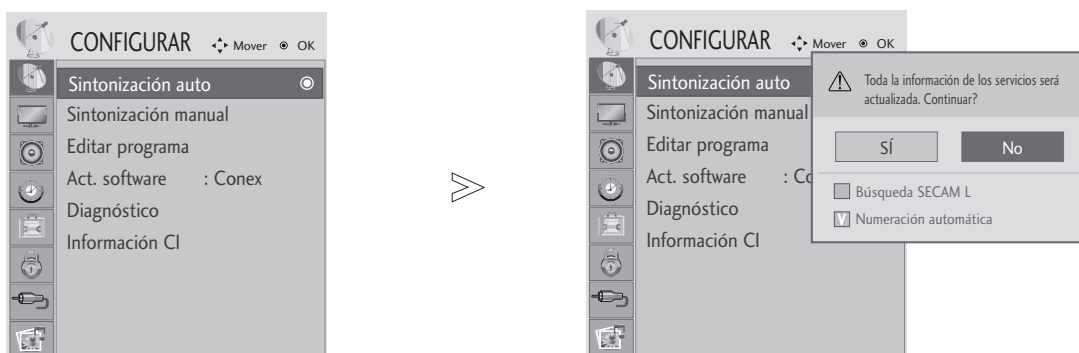 CONFIGURAR Mover OK
Sintonización auto
Sintonización manual
Editar programa
Act. software : Conex
Diagnóstico
Información CI
CONFIGURAR Mover OK
Sintonización auto
Sintonización manual
Editar programa
Act. software : Co
Diagnóstico
Información CI
Toda la información de los servicios será
actualizada. Continuar?
SÍ No
Búsqueda SECAM L
V Numeración automática